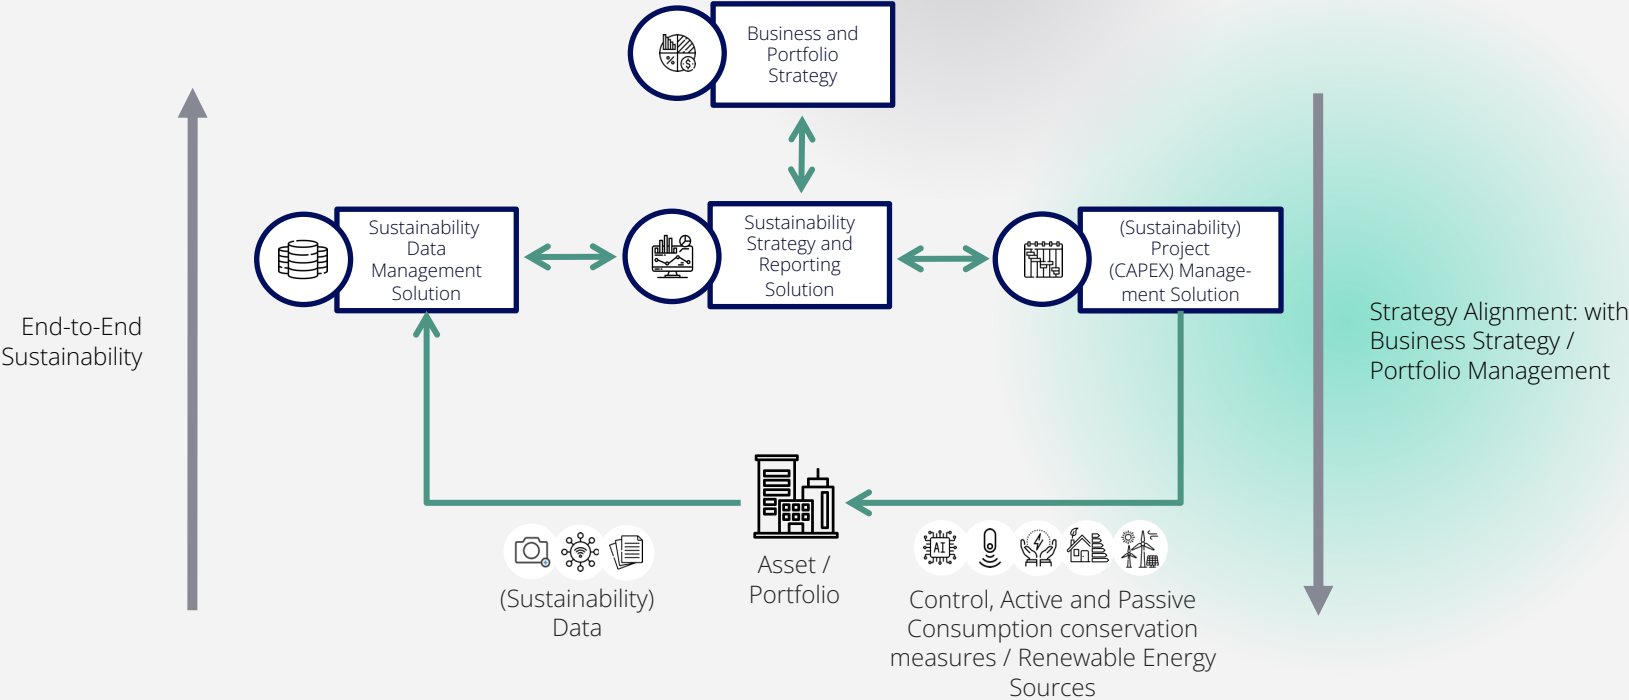 Business and
Portfolio
Strategy
Sustainability
Data
Management
Solution
Sustainability
Strategy and
Reporting
Solution
(Sustainability)
Project
(CAPEX) Manage-
ment Solution
End-to-End
Sustainability
Strategy Alignment: with
Business Strategy /
Portfolio Management
AI
(Sustainability)
Data
Asset /
Portfolio
Control, Active and Passive
Consumption conservation
measures / Renewable Energy
Sources